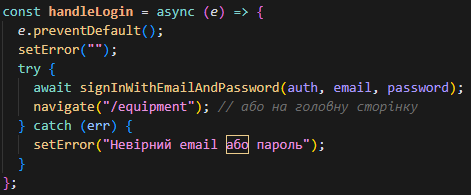 const handleLogin = async (e) => {
  e.preventDefault();
  setError("");
  try {
    await signInWithEmailAndPassword(auth, email, password);
    navigate("/equipment"); // або на головну сторінку
  } catch (err) {
    setError("Невірний email або пароль");
  }
};